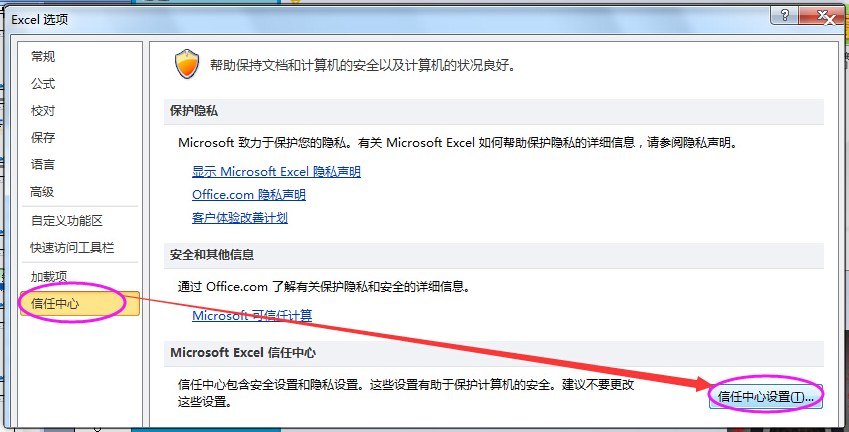 Excel 选项
常规
公式
校对
保存
语言
高级
自定义功能区
快速访问工具栏
加载项
信任中心
帮助保持文档和计算机的安全以及计算机的状况良好。
保护隐私
Microsoft 致力于保护您的隐私。有关 Microsoft Excel 如何帮助保护隐私的详细信息，请参阅隐私声明。
显示 Microsoft Excel 隐私声明
Office.com 隐私声明
客户体验改善计划
安全和其他信息
通过 Office.com 了解有关保护隐私和安全的详细信息。
Microsoft 可信任计算
Microsoft Excel 信任中心
信任中心包含安全设置和隐私设置。这些设置有助于保护计算机的安全。建议不要更改
这些设置。
信任中心设置(T)...